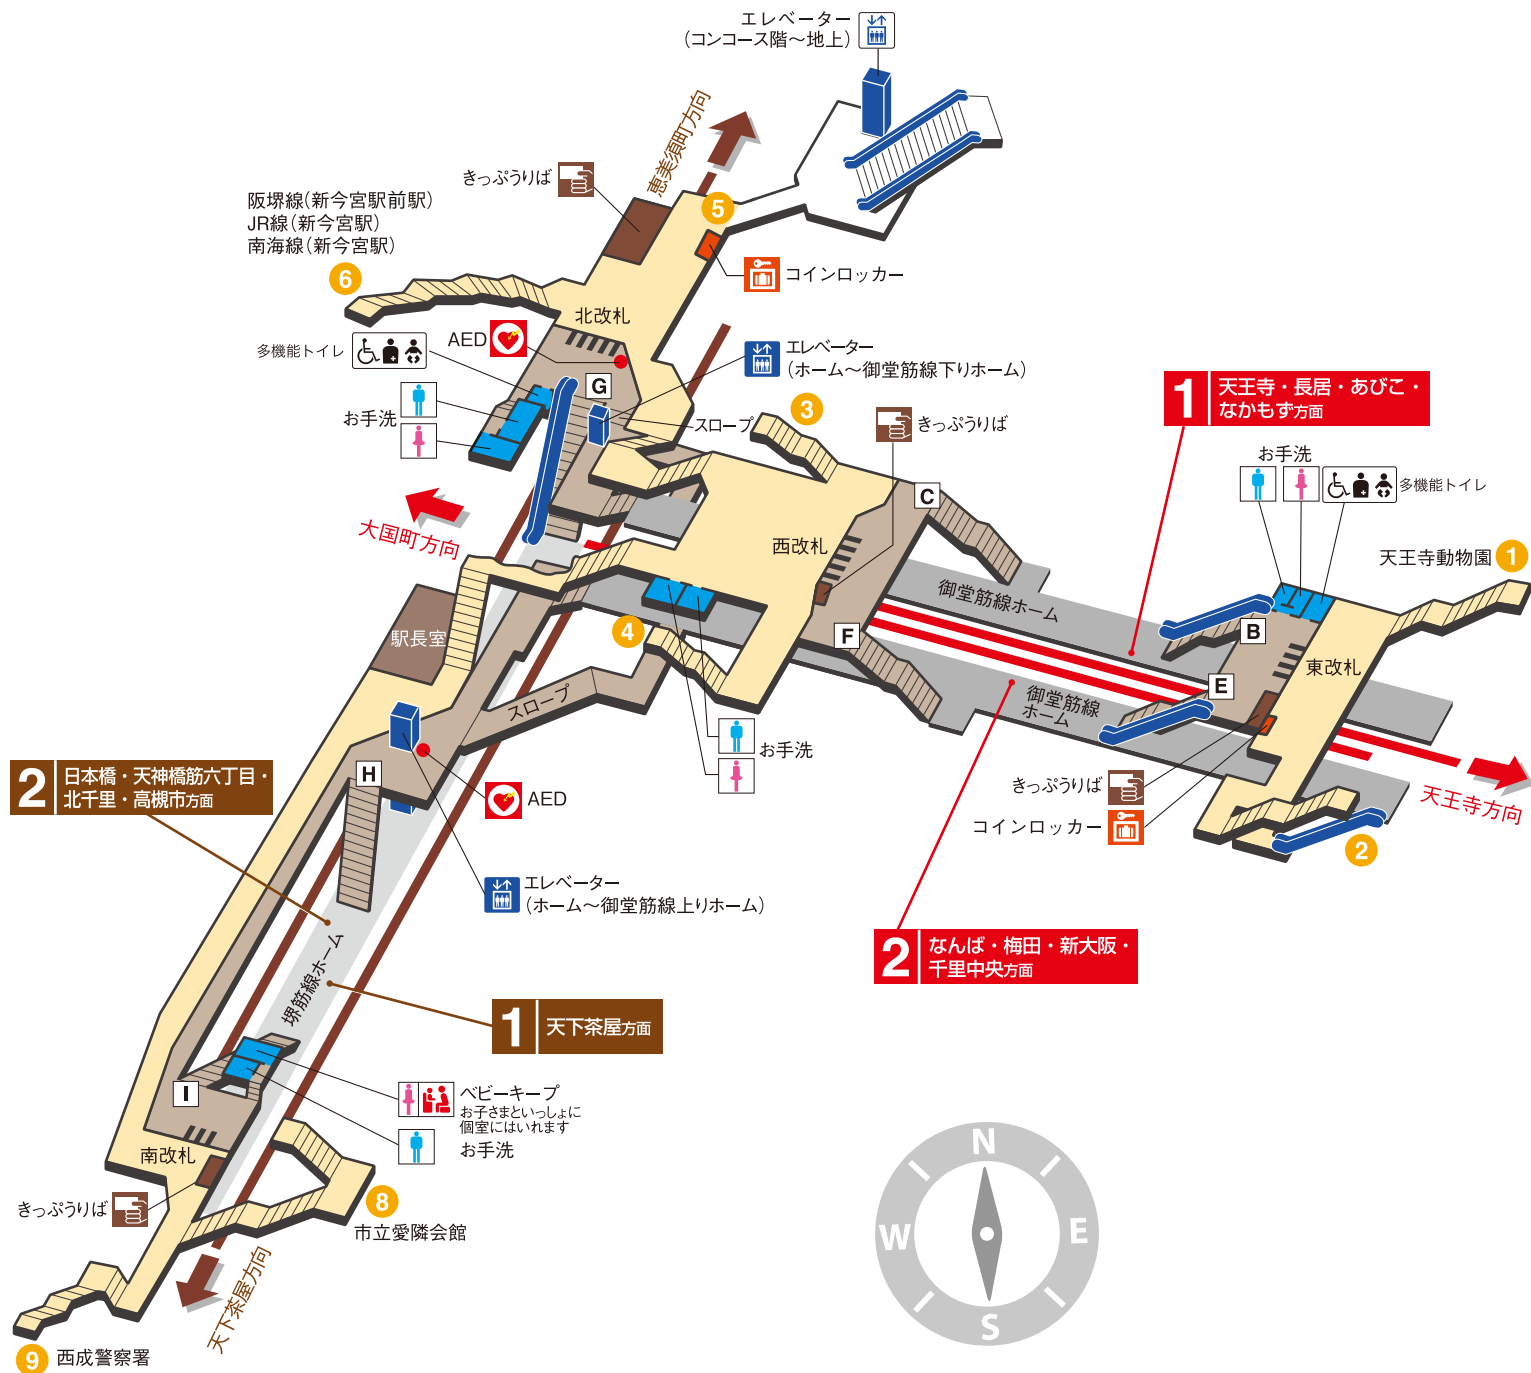 エレベーター
（コンコース階～地上）
恵美須町方向
きっぷうりば
阪堺線（新今宮駅前駅）
JR線（新今宮駅）
南海線（新今宮駅）
5
6
コインロッカー
北改札
AED
エレベーター
（ホーム～御堂筋線下りホーム）
多機能トイレ
G
お手洗
スロープ
3
きっぷうりば
1 天王寺・長居・あびこ・
なかもず方面
お手洗
多機能トイレ
C
大国町方向
西改札
天王寺動物園
1
御堂筋線ホーム
4
F
B
駅長室
東改札
E
スロープ
御堂筋線
ホーム
お手洗
2 日本橋・天神橋筋六丁目・
北千里・高槻市方面
H
AED
きっぷうりば
コインロッカー
天王寺方向
2
エレベーター
（ホーム～御堂筋線上りホーム）
2 なんば・梅田・新大阪・
千里中央方面
堺筋線ホーム
1 天下茶屋方面
I
ベビーキープ
お子さまといっしょに
個室にはいれます
お手洗
南改札
きっぷうりば
8
市立愛隣会館
天下茶屋方向
9
西成警察署
N
W
E
S